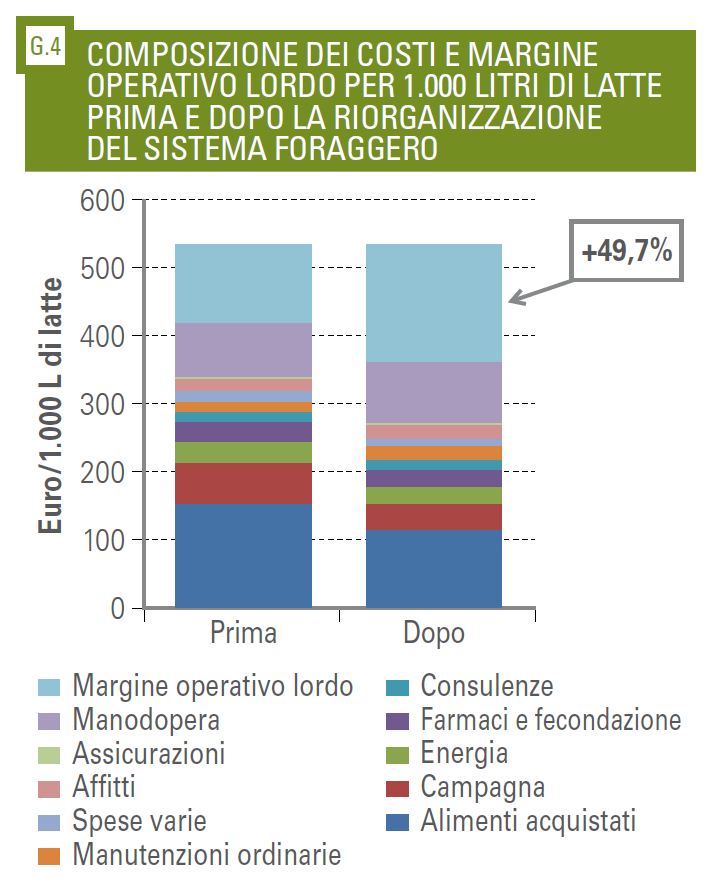 G.4
COMPOSIZIONE DEI COSTI E MARGINE
OPERATIVO LORDO PER 1.000 LITRI DI LATTE
PRIMA E DOPO LA RIORGANIZZAZIONE
DEL SISTEMA FORAGGERO
Euro/1.000 L di latte
600
500
400
300
200
100
0
+49,7%
Prima
Dopo
Margine operativo lordo
Manodopera
Assicurazioni
Affitti
Spese varie
Manutenzioni ordinarie
Consulenze
Farmaci e fecondazione
Energia
Campagna
Alimenti acquistati